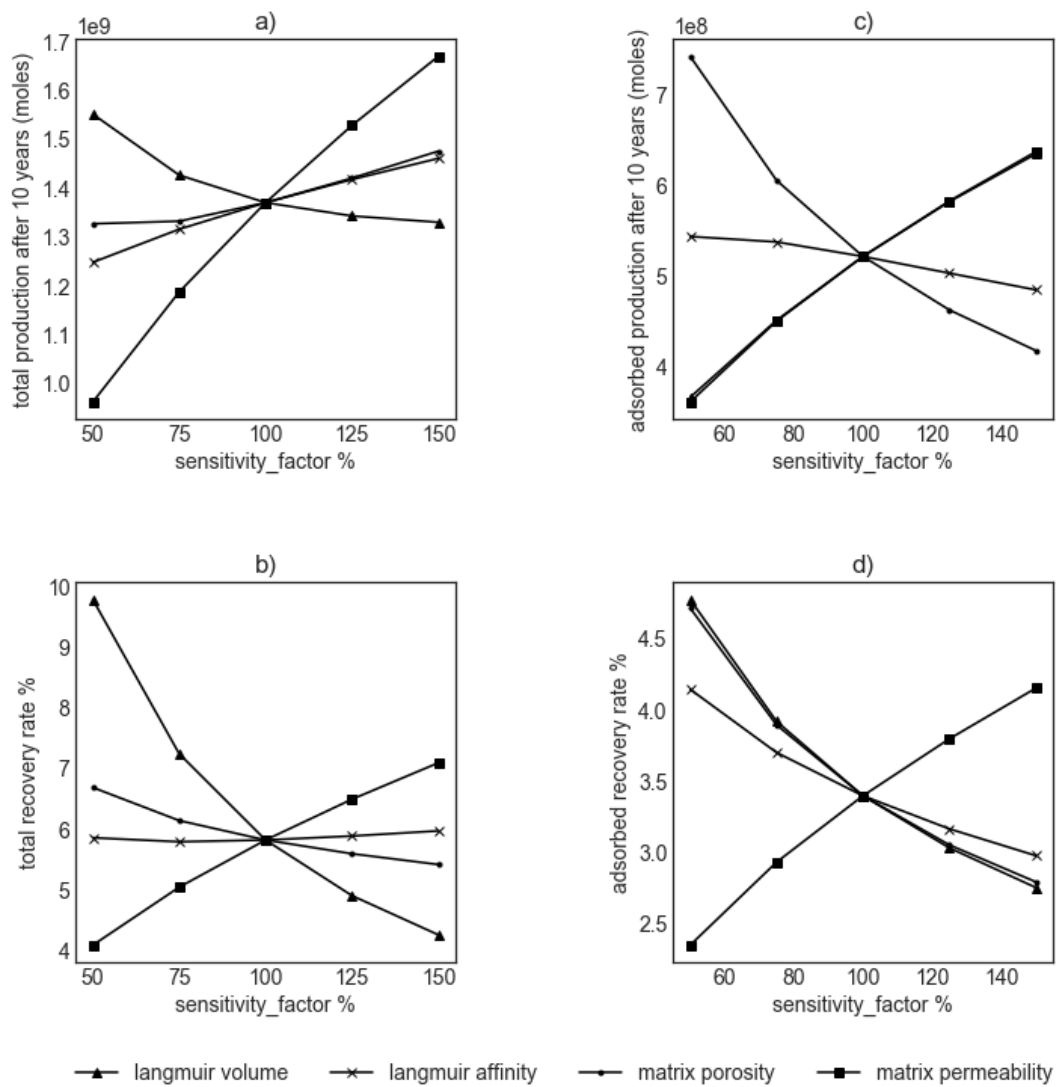 a)
1e9
total production after 10 years (moles)
1.7
1.6
1.5
1.4
1.3
1.2
1.1
1.0
50 75 100 125 150
sensitivity_factor %
c)
1e8
adsorbed production after 10 years (moles)
7
6
5
4
60 80 100 120 140
sensitivity_factor %
b)
total recovery rate %
10
9
8
7
6
5
4
50 75 100 125 150
sensitivity_factor %
d)
adsorbed recovery rate %
4.5
4.0
3.5
3.0
2.5
60 80 100 120 140
sensitivity_factor %
langmuir volume langmuir affinity matrix porosity matrix permeability